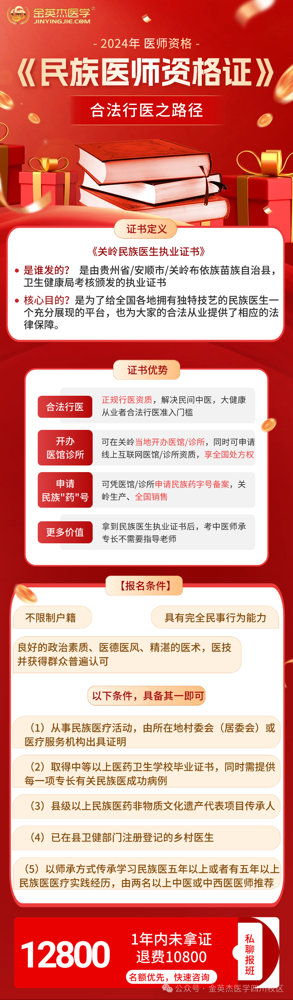 金英杰医学®
JINYINGJIE.COM
- 2024年 医师资格 -
《民族医师资格证》
合法行医之路径
证书定义
《关岭民族医生执业证书》
是谁发的？ 是由贵州省/安顺市/关岭布依族苗族自治县，
卫生健康局考核颁发的执业证书
核心目的？是为了给全国各地拥有独特技艺的民族医生一
个充分展现的平台，也为大家的合法从业提供了相应的法
律保障。
证书优势
合法行医
正规行医资质，解决民间中医，大健康
从业者合法行医准入门槛
开办
医馆诊所
可在关岭当地开办医馆/诊所，同时可申请
线上互联网医馆/诊所资质，享全国处方权
申请
民族"药"号
可凭医馆/诊所申请民族药字号备案，关
岭生产、全国销售
更多价值
拿到民族医生执业证书后，考中医师承
专长不需要指导老师
【报名条件】
不限制户籍
具有完全民事行为能力
良好的政治素质、医德医风、精湛的医术，医技
并获得群众普遍认可
以下条件，具备其一即可
（1）从事民族医疗活动，由所在地村委会（居委会）或
医疗服务机构出具证明
（2）取得中等以上医药卫生学校毕业证书，同时需提供
每一项专长有关民族医成功病例
（3）县级以上民族医药非物质文化遗产代表项目传承人
（4）已在县卫健部门注册登记的乡村医生
（5）以师承方式传承学习民族医五年以上或者有五年以上
民族医医疗实践经历，由两名以上中医或中西医医师推荐
12800
1年内未拿证
退费10800
名额优先，快速咨询
私聊报班
公众号 · 金英杰医学四川校区